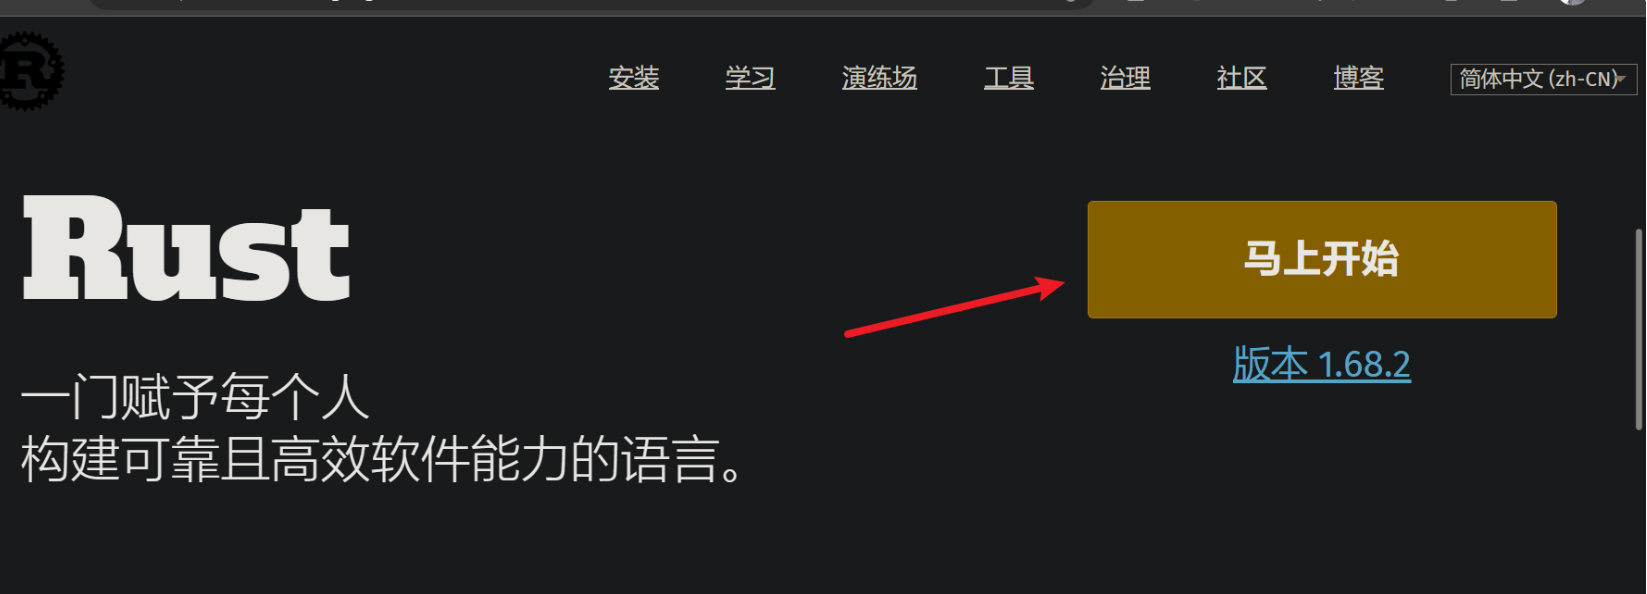 安装 学习 演练场 工具 治理 社区 博客 简体中文 (zh-CN)
Rust
马上开始
版本 1.68.2
一门赋予每个人
构建可靠且高效软件能力的语言。